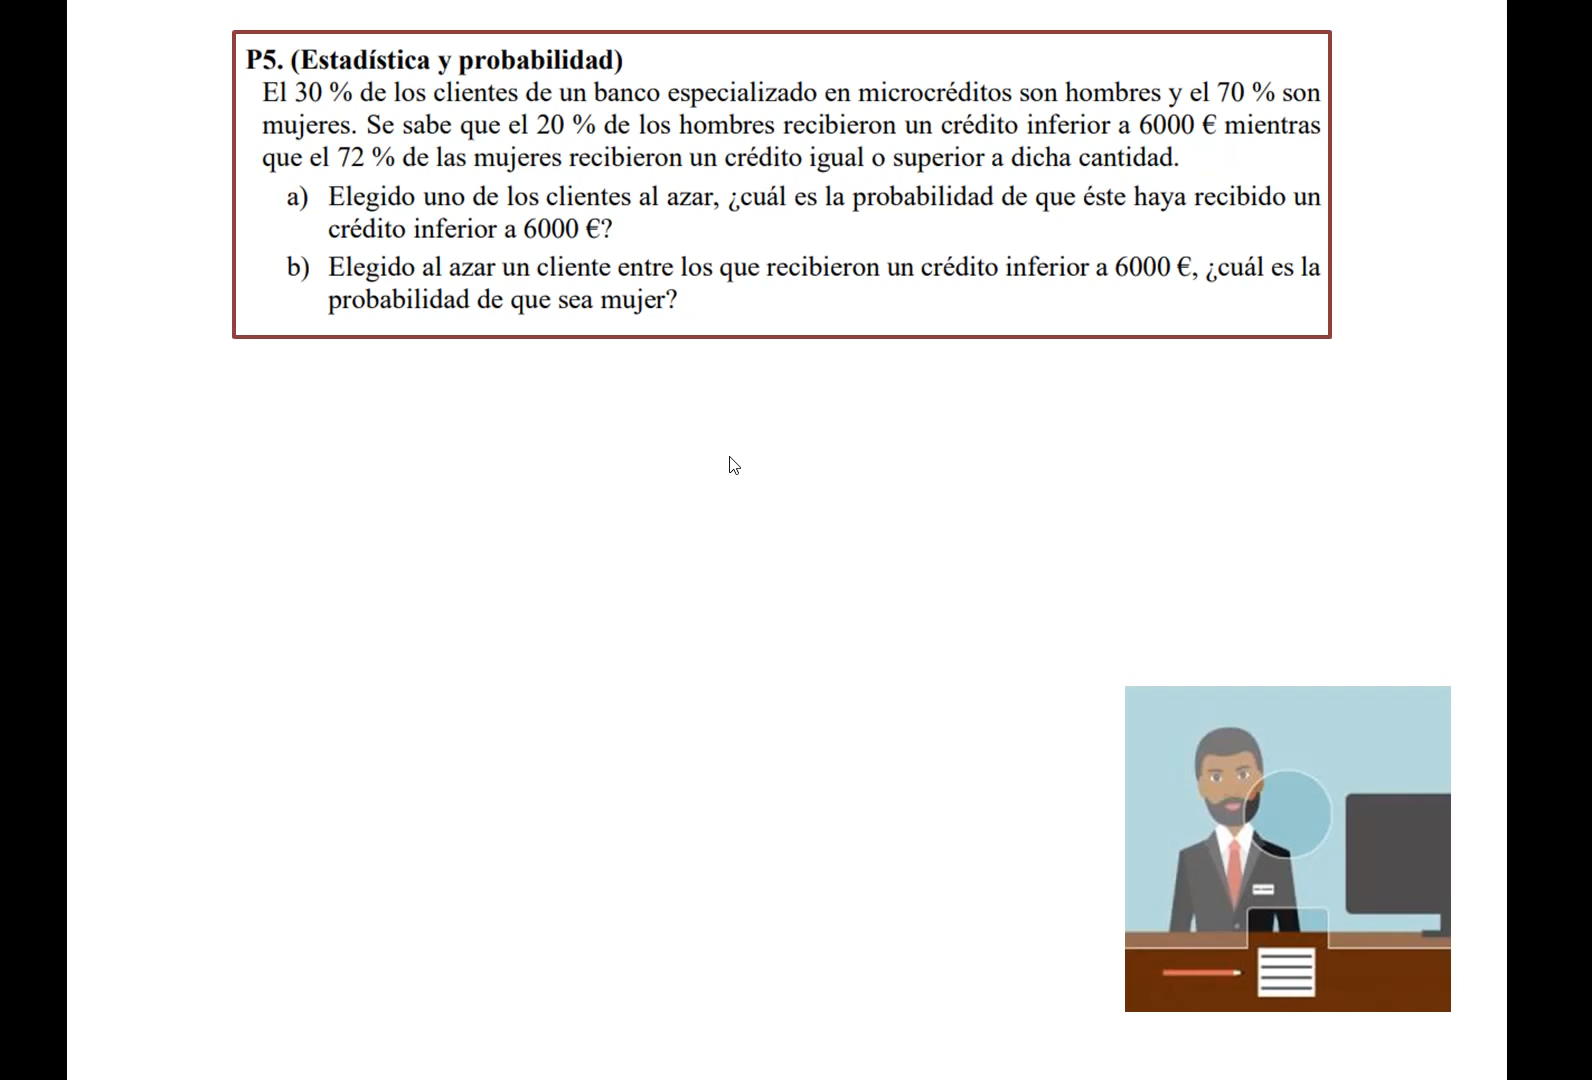 P5. (Estadística y probabilidad)
El 30 % de los clientes de un banco especializado en microcréditos son hombres y el 70 % son
mujeres. Se sabe que el 20 % de los hombres recibieron un crédito inferior a 6000 € mientras
que el 72 % de las mujeres recibieron un crédito igual o superior a dicha cantidad.
a) Elegido uno de los clientes al azar, ¿cuál es la probabilidad de que éste haya recibido un
crédito inferior a 6000 €?
b) Elegido al azar un cliente entre los que recibieron un crédito inferior a 6000 €, ¿cuál es la
probabilidad de que sea mujer?